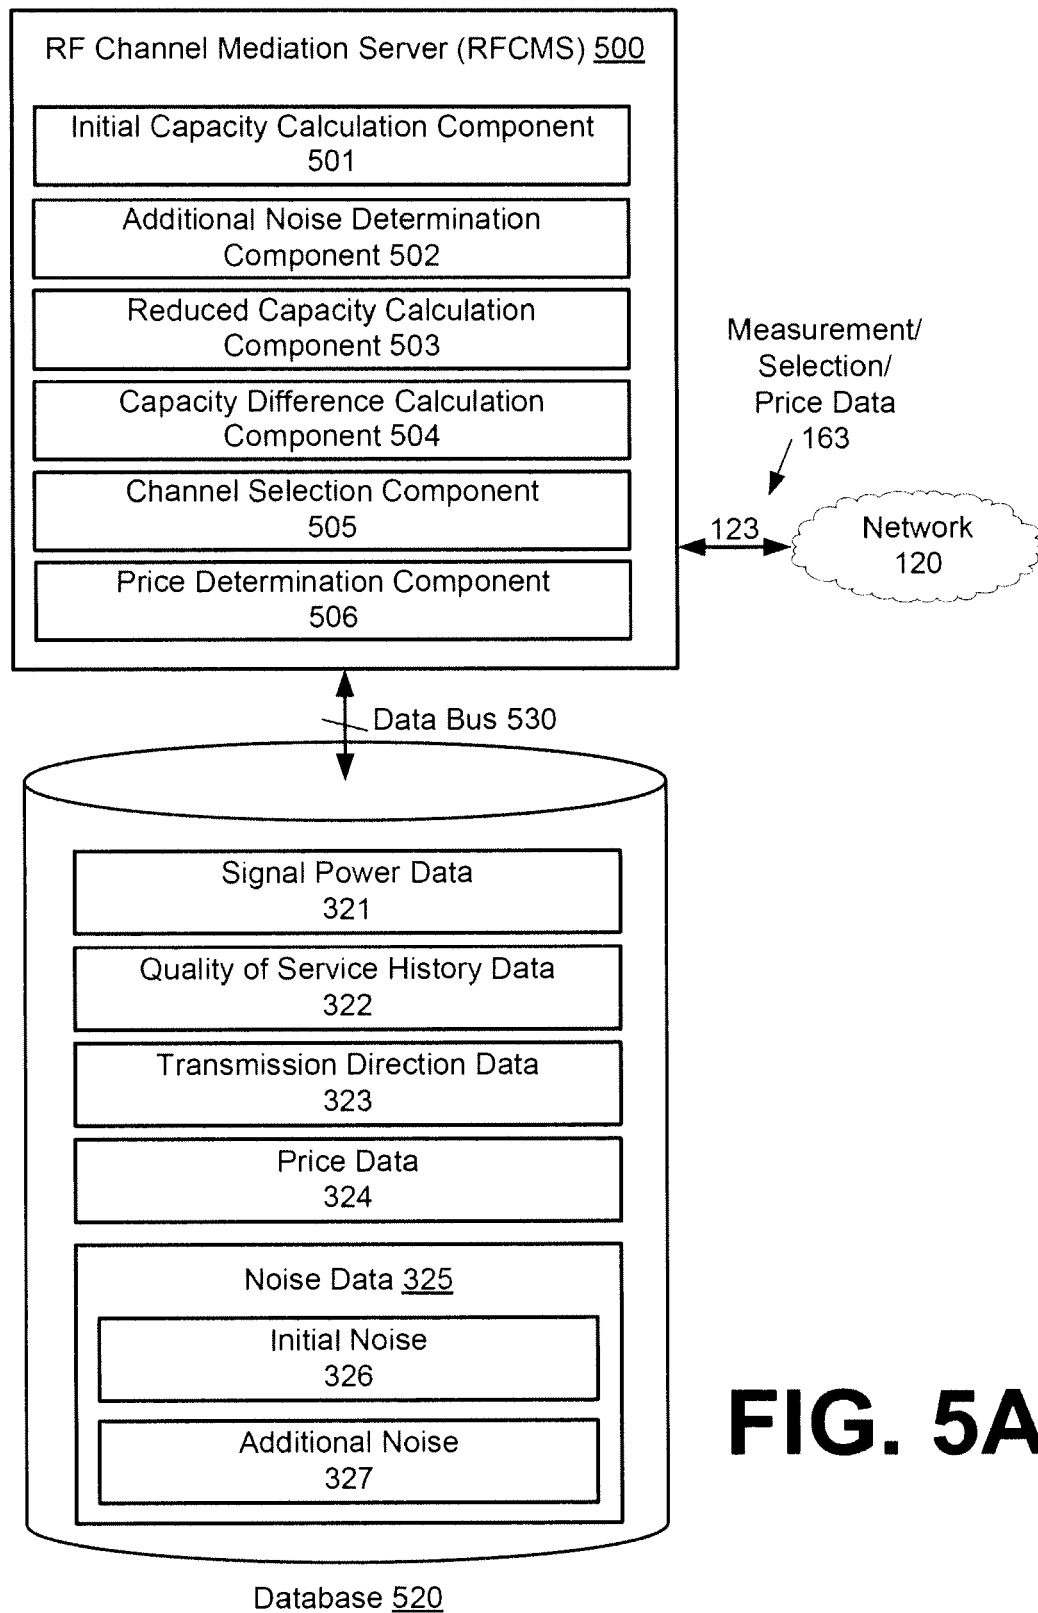 RF Channel Mediation Server (RFCMS) 500
Initial Capacity Calculation Component
501
Additional Noise Determination
Component 502
Reduced Capacity Calculation
Component 503
Capacity Difference Calculation
Component 504
Channel Selection Component
505
Price Determination Component
506
Measurement/
Selection/
Price Data
163
123
Network
120
Data Bus 530
Signal Power Data
321
Quality of Service History Data
322
Transmission Direction Data
323
Price Data
324
Noise Data 325
Initial Noise
326
Additional Noise
327
Database 520
FIG. 5A